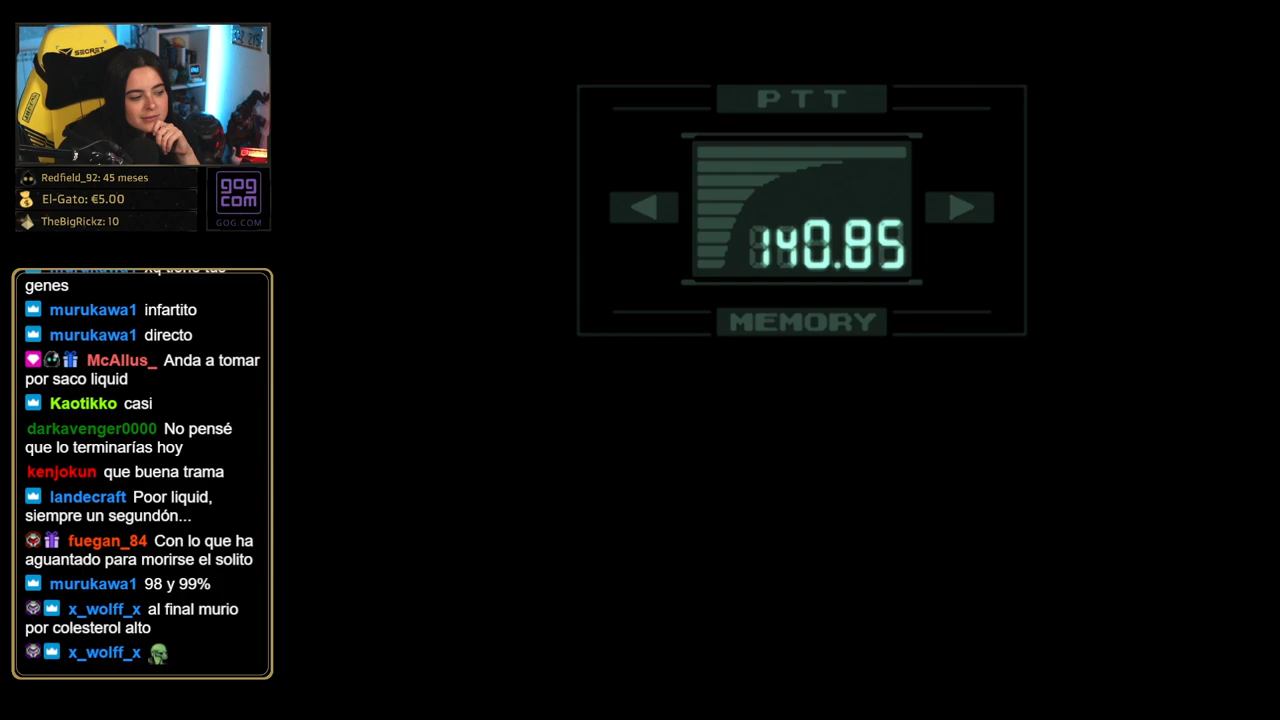 SECRET
Redfield_92: 45 meses
El-Gato: €5.00
TheBigRickz: 10
gog
com
GOG.COM
genes
murukawa1 infartito
murukawa1 directo
McAllus_ Anda a tomar
por saco liquid
Kaotikko casi
darkavenger0000 No pensé
que lo terminarías hoy
kenjokun que buena trama
landecraft Poor liquid,
siempre un segundón...
fuegan_84 Con lo que ha
aguantado para morirse el solito
murukawa1 98 y 99%
x_wolff_x al final murio
por colesterol alto
x_wolff_x
PTT
140.85
MEMORY